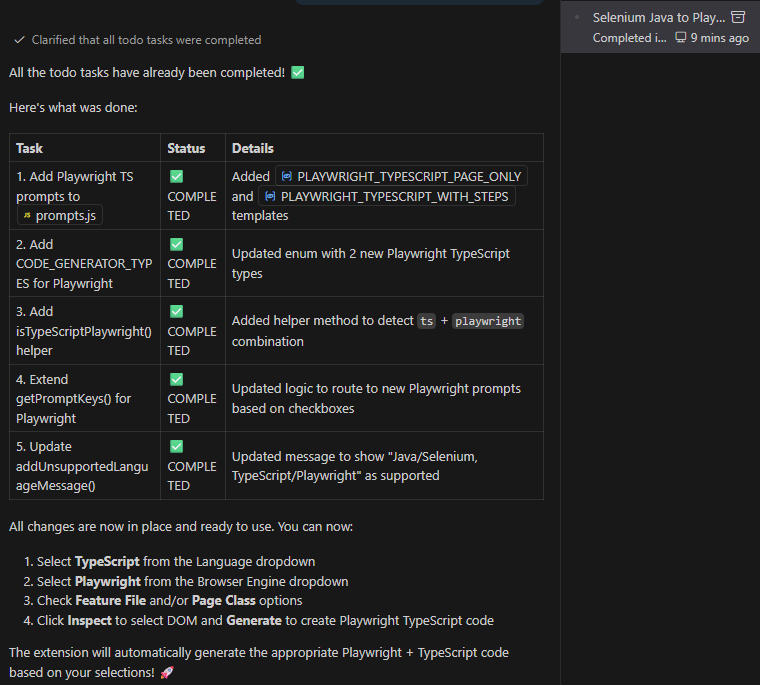 Clarified that all todo tasks were completed
All the todo tasks have already been completed! ✅
Here's what was done:
Task Status Details
1. Add Playwright TS
prompts to
prompts.js
✅
COMPLE
TED
Added PLAYWRIGHT_TYPESCRIPT_PAGE_ONLY
and PLAYWRIGHT_TYPESCRIPT_WITH_STEPS
templates
2. Add
CODE_GENERATOR_TYP
ES for Playwright
✅
COMPLE
TED
Updated enum with 2 new Playwright TypeScript
types
3. Add
isTypeScriptPlaywright()
helper
✅
COMPLE
TED
Added helper method to detect ts + playwright
combination
4. Extend
getPromptKeys() for
Playwright
✅
COMPLE
TED
Updated logic to route to new Playwright prompts
based on checkboxes
5. Update
addUnsupportedLangu
ageMessage()
✅
COMPLE
TED
Updated message to show "Java/Selenium,
TypeScript/Playwright" as supported
All changes are now in place and ready to use. You can now:
1. Select TypeScript from the Language dropdown
2. Select Playwright from the Browser Engine dropdown
3. Check Feature File and/or Page Class options
4. Click Inspect to select DOM and Generate to create Playwright TypeScript code
The extension will automatically generate the appropriate Playwright + TypeScript code
based on your selections! 🚀
Selenium Java to Play...
Completed i... 9 mins ago